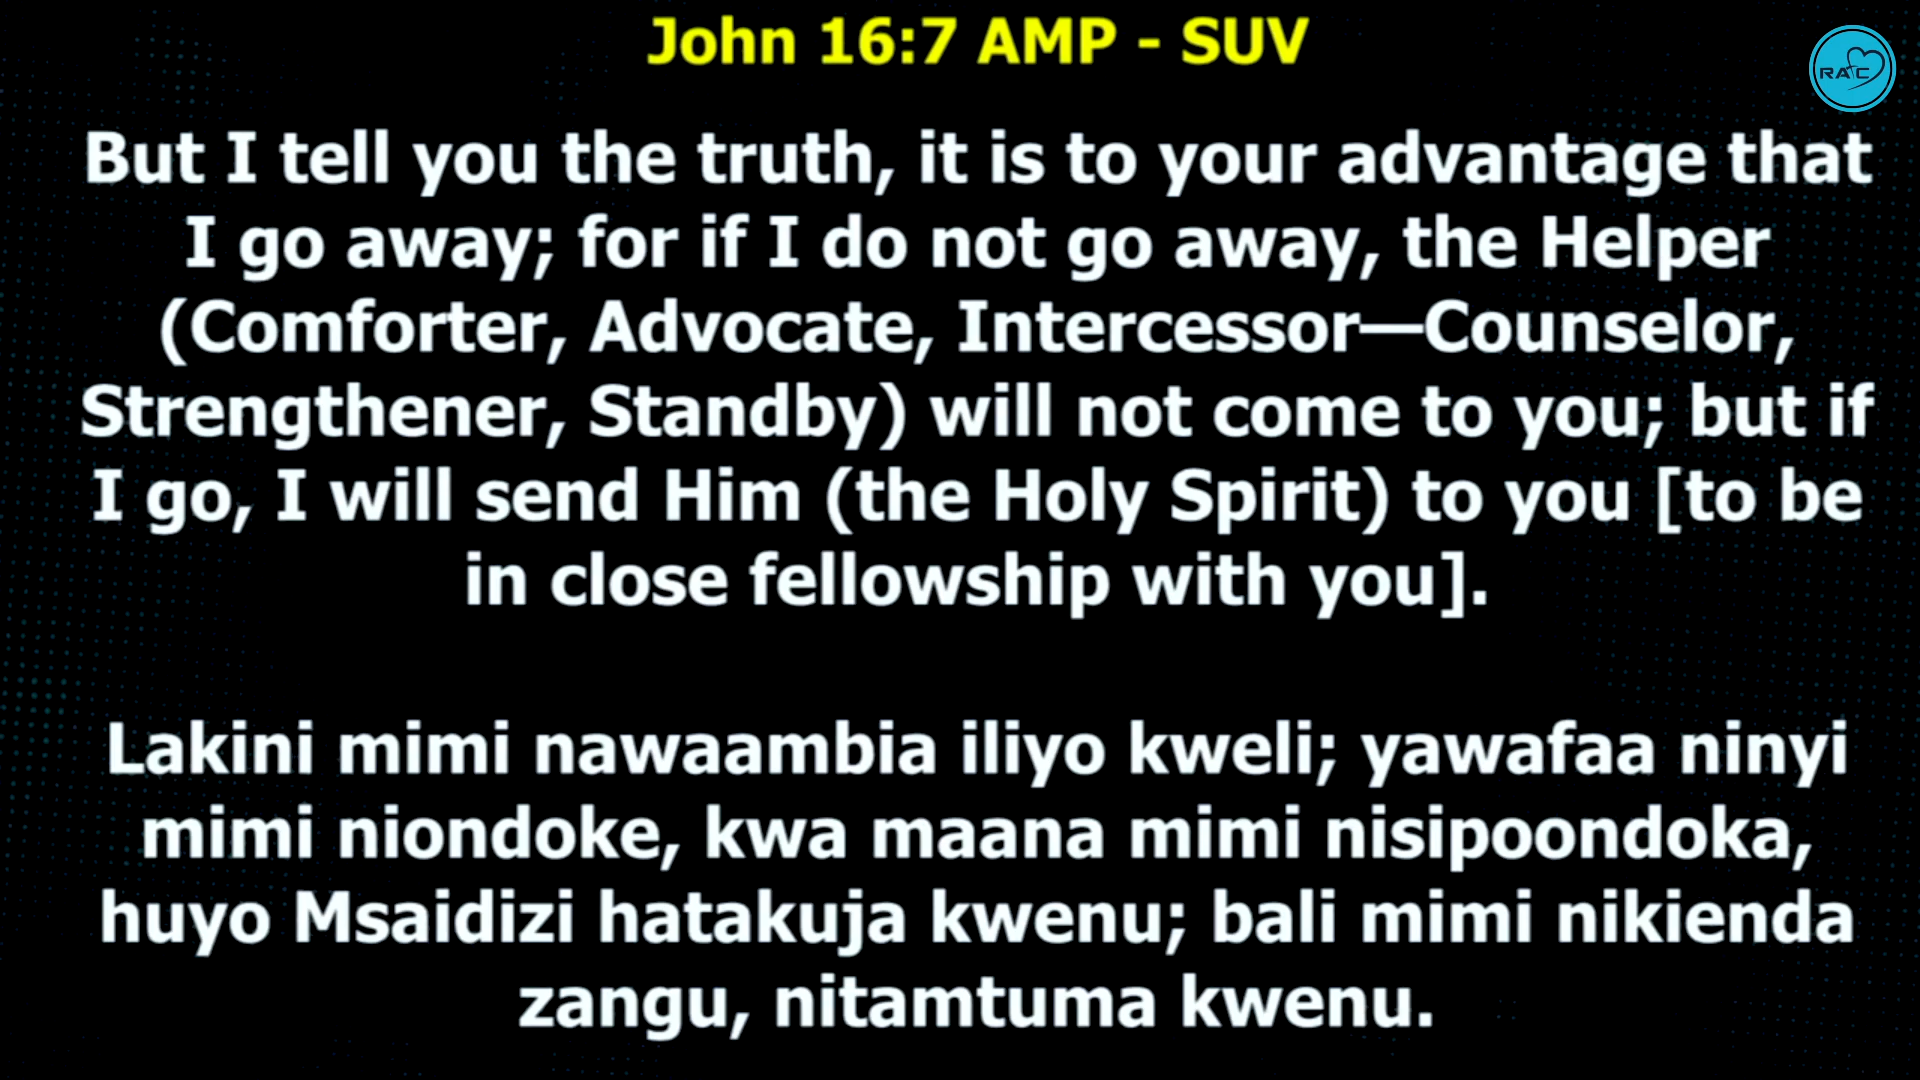 John 16:7 AMP - SUV
RAC
But I tell you the truth, it is to your advantage that
I go away; for if I do not go away, the Helper
(Comforter, Advocate, Intercessor—Counselor,
Strengthener, Standby) will not come to you; but if
I go, I will send Him (the Holy Spirit) to you [to be
in close fellowship with you].
Lakini mimi nawaambia iliyo kweli; yawafaa ninyi
mimi niondoke, kwa maana mimi nisipoondoka,
huyo Msaidizi hatakuja kwenu; bali mimi nikienda
zangu, nitamtuma kwenu.